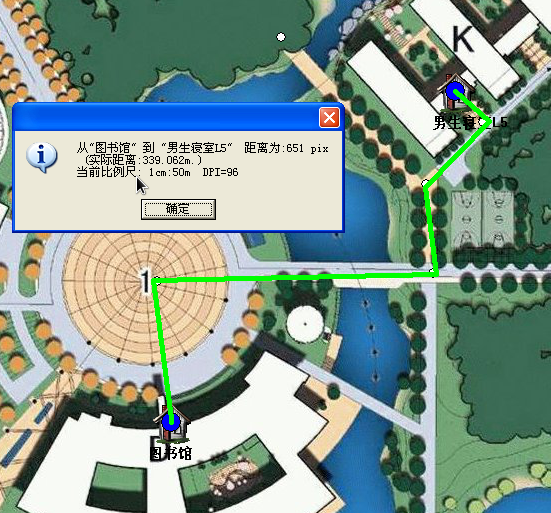 K
男生寝室L5
从"图书馆" 到 "男生寝室L5" 距离为:651 pix
(实际距离:339.062m.)
当前比例尺: 1cm:50m DPI=96
确定
1
图书馆